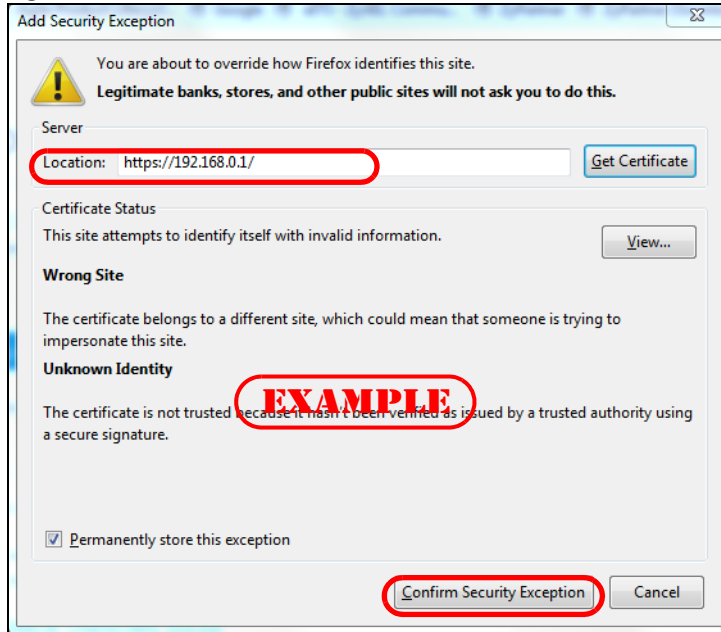 Add Security Exception
You are about to override how Firefox identifies this site.
Legitimate banks, stores, and other public sites will not ask you to do this.
Server
Location: https://192.168.0.1/ Get Certificate
Certificate Status
This site attempts to identify itself with invalid information. View...
Wrong Site
The certificate belongs to a different site, which could mean that someone is trying to
impersonate this site.
Unknown Identity
EXAMPLE
The certificate is not trusted because it hasn't been verified as issued by a trusted authority using
a secure signature.
Permanently store this exception
Confirm Security Exception Cancel